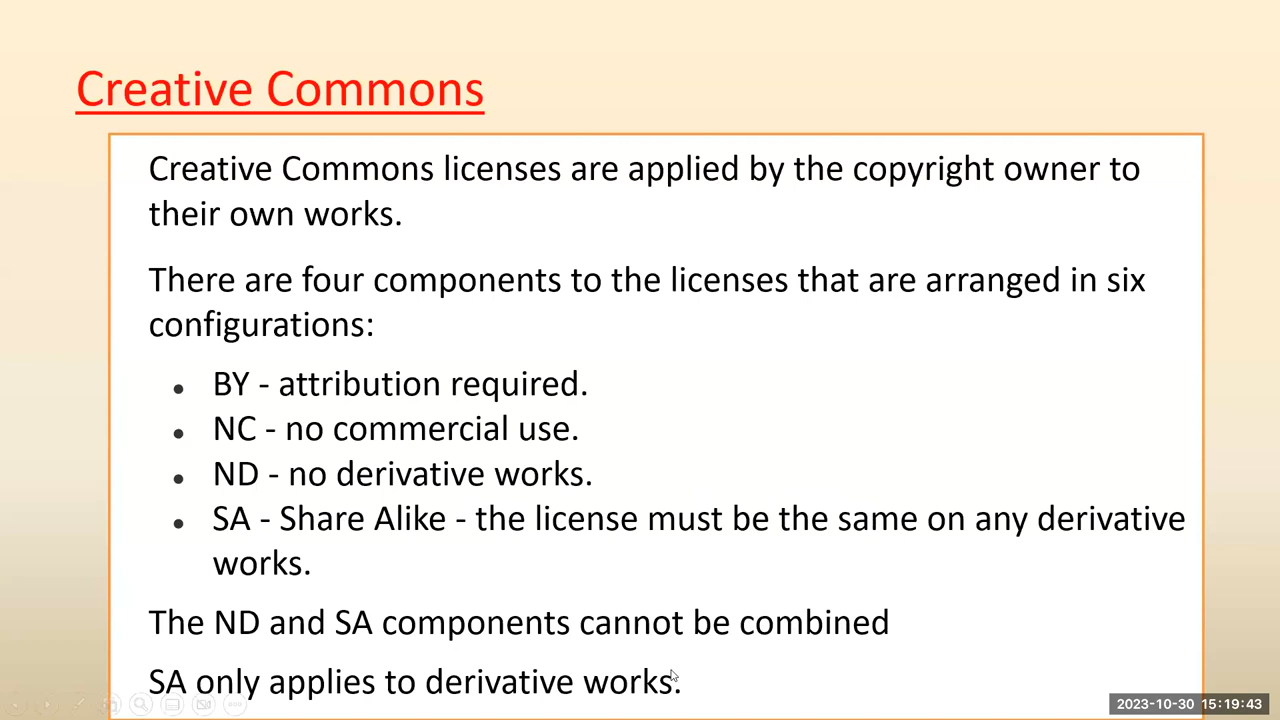 Creative Commons
Creative Commons licenses are applied by the copyright owner to
their own works.
There are four components to the licenses that are arranged in six
configurations:
• BY - attribution required.
• NC - no commercial use.
• ND - no derivative works.
• SA - Share Alike - the license must be the same on any derivative
works.
The ND and SA components cannot be combined
SA only applies to derivative works.
2023-10-30 15:19:43